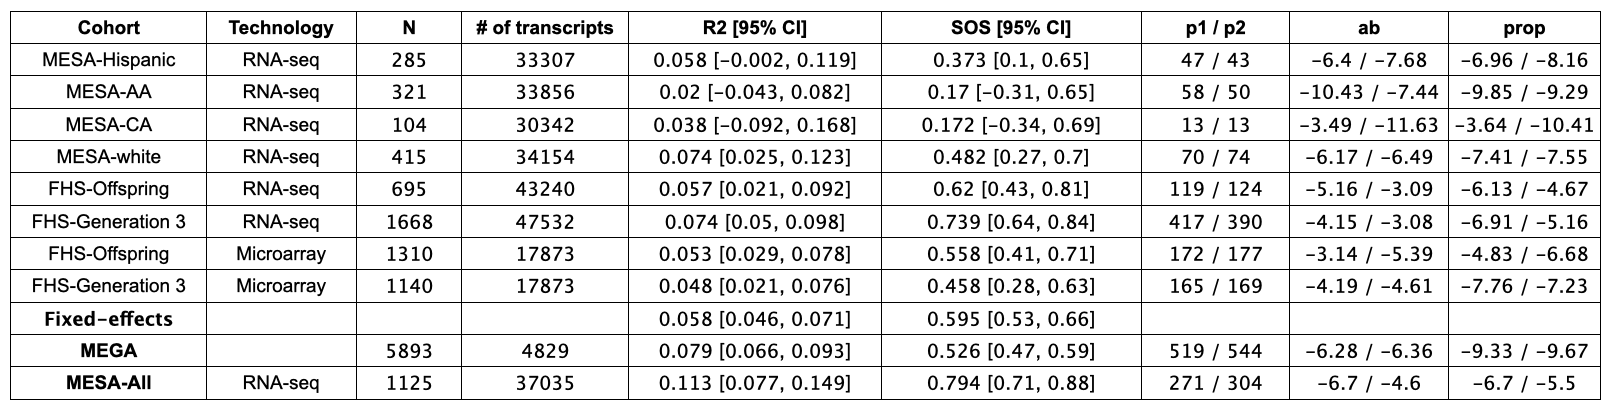 Cohort Technology N # of transcripts R2 [95% CI] SOS [95% CI] p1 / p2 ab prop
MESA-Hispanic RNA-seq 285 33307 0.058 [-0.002, 0.119] 0.373 [0.1, 0.65] 47 / 43 -6.4 / -7.68 -6.96 / -8.16
MESA-AA RNA-seq 321 33856 0.02 [-0.043, 0.082] 0.17 [-0.31, 0.65] 58 / 50 -10.43 / -7.44 -9.85 / -9.29
MESA-CA RNA-seq 104 30342 0.038 [-0.092, 0.168] 0.172 [-0.34, 0.69] 13 / 13 -3.49 / -11.63 -3.64 / -10.41
MESA-white RNA-seq 415 34154 0.074 [0.025, 0.123] 0.482 [0.27, 0.7] 70 / 74 -6.17 / -6.49 -7.41 / -7.55
FHS-Offspring RNA-seq 695 43240 0.057 [0.021, 0.092] 0.62 [0.43, 0.81] 119 / 124 -5.16 / -3.09 -6.13 / -4.67
FHS-Generation 3 RNA-seq 1668 47532 0.074 [0.05, 0.098] 0.739 [0.64, 0.84] 417 / 390 -4.15 / -3.08 -6.91 / -5.16
FHS-Offspring Microarray 1310 17873 0.053 [0.029, 0.078] 0.558 [0.41, 0.71] 172 / 177 -3.14 / -5.39 -4.83 / -6.68
FHS-Generation 3 Microarray 1140 17873 0.048 [0.021, 0.076] 0.458 [0.28, 0.63] 165 / 169 -4.19 / -4.61 -7.76 / -7.23
Fixed-effects 0.058 [0.046, 0.071] 0.595 [0.53, 0.66]
MEGA 5893 4829 0.079 [0.066, 0.093] 0.526 [0.47, 0.59] 519 / 544 -6.28 / -6.36 -9.33 / -9.67
MESA-All RNA-seq 1125 37035 0.113 [0.077, 0.149] 0.794 [0.71, 0.88] 271 / 304 -6.7 / -4.6 -6.7 / -5.5